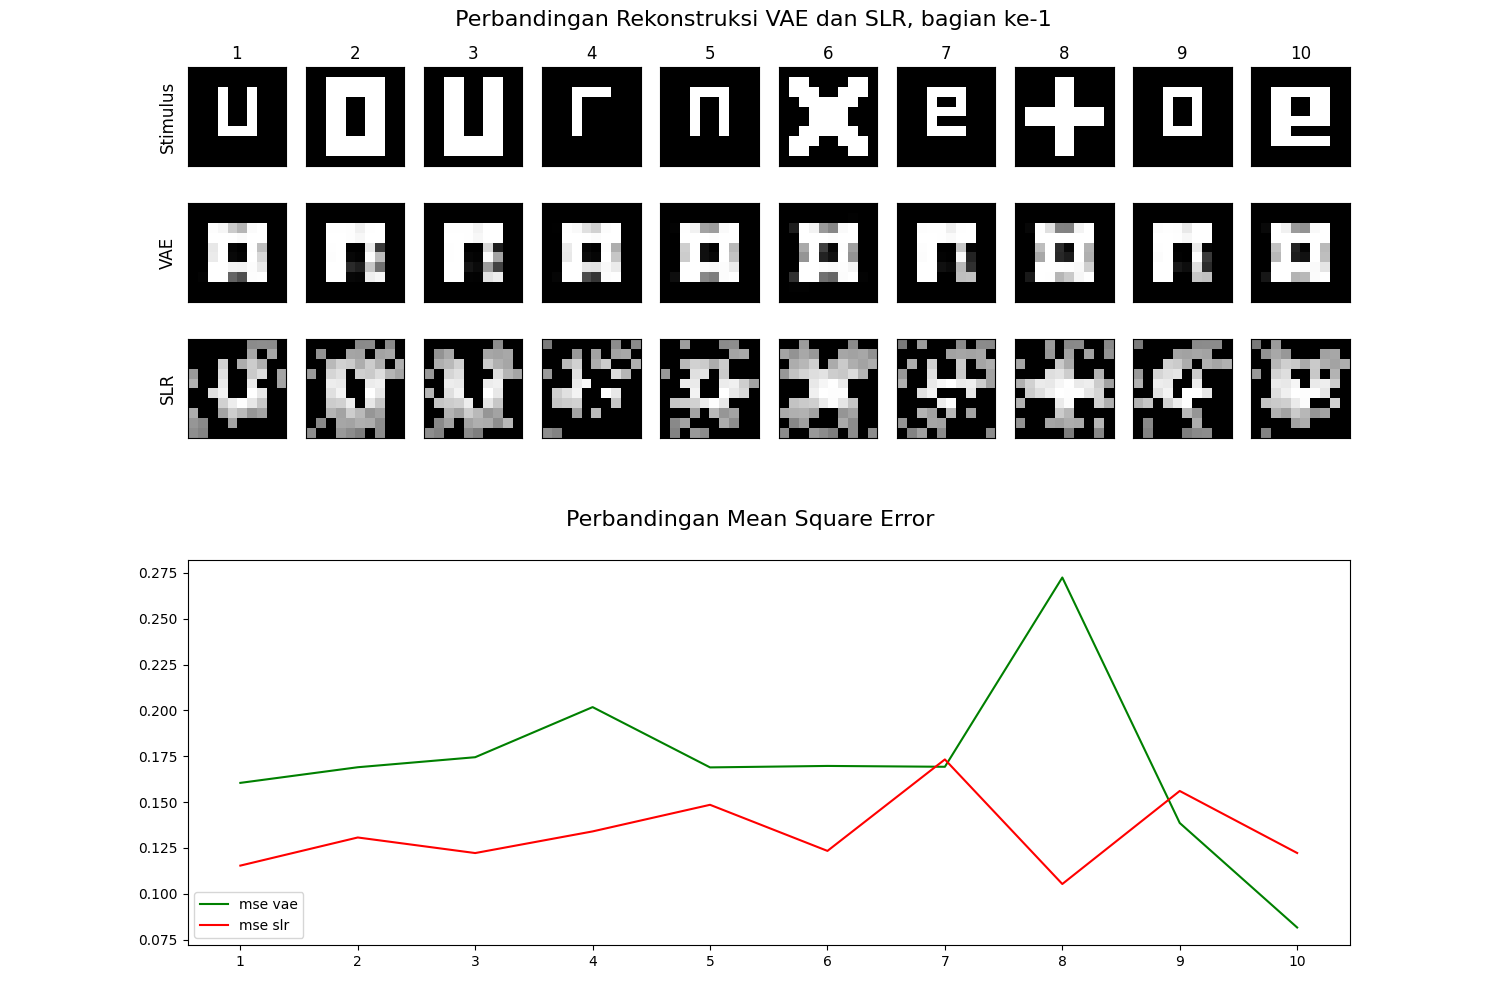 Perbandingan Rekonstruksi VAE dan SLR, bagian ke-1
1 2 3 4 5 6 7 8 9 10
Stimulus
u o u r n x e + o e
VAE
SLR
Perbandingan Mean Square Error
0.275
0.250
0.225
0.200
0.175
0.150
0.125
0.100
0.075
mse vae
mse slr
1 2 3 4 5 6 7 8 9 10